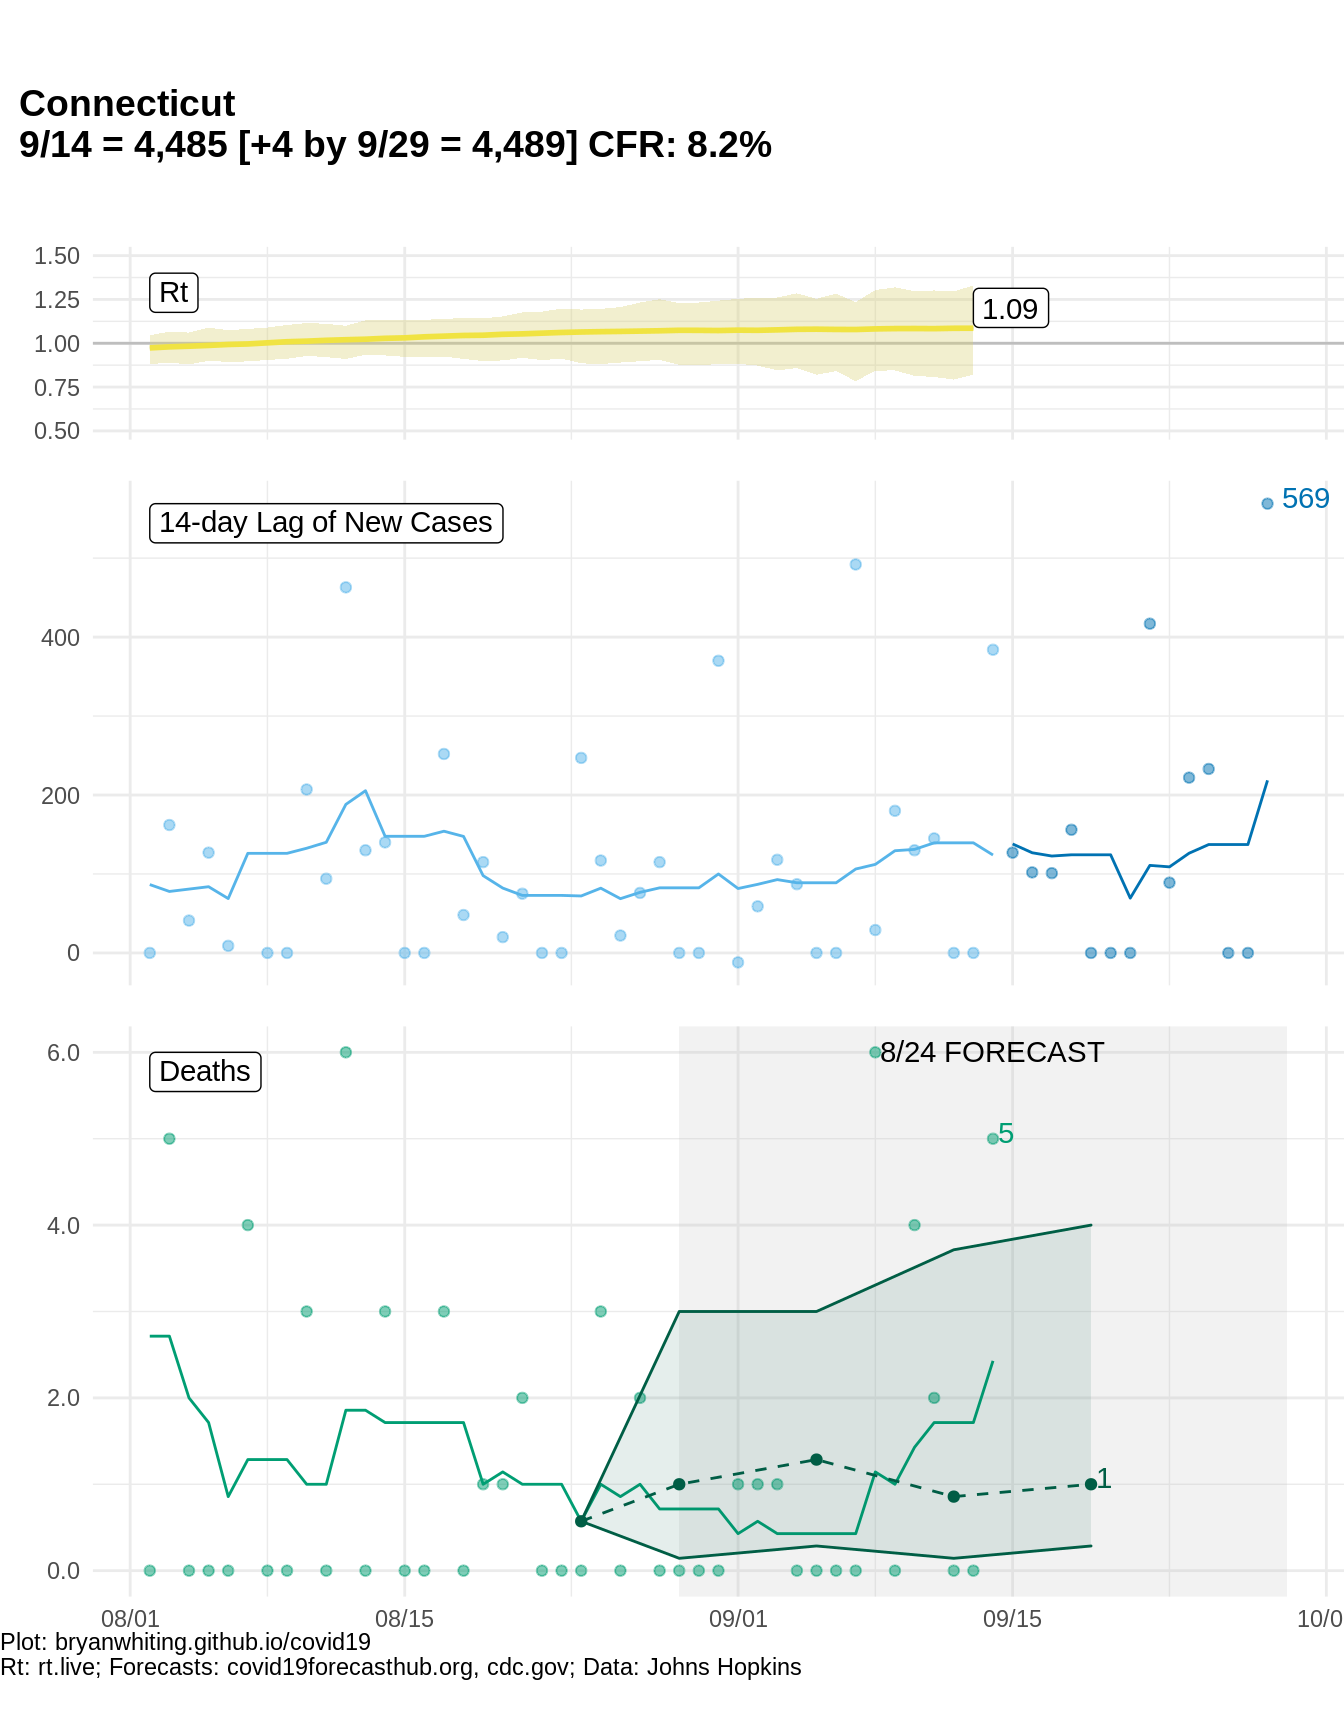 Connecticut
9/14 = 4,485 [+4 by 9/29 = 4,489] CFR: 8.2%
1.50
1.25
1.00
0.75
0.50
Rt
1.09
14-day Lag of New Cases
569
400
200
0
Deaths
8/24 FORECAST
5
1
6.0
4.0
2.0
0.0
08/01 08/15 09/01 09/15 10/0
Plot: bryanwhiting.github.io/covid19
Rt: rt.live; Forecasts: covid19forecasthub.org, cdc.gov; Data: Johns Hopkins